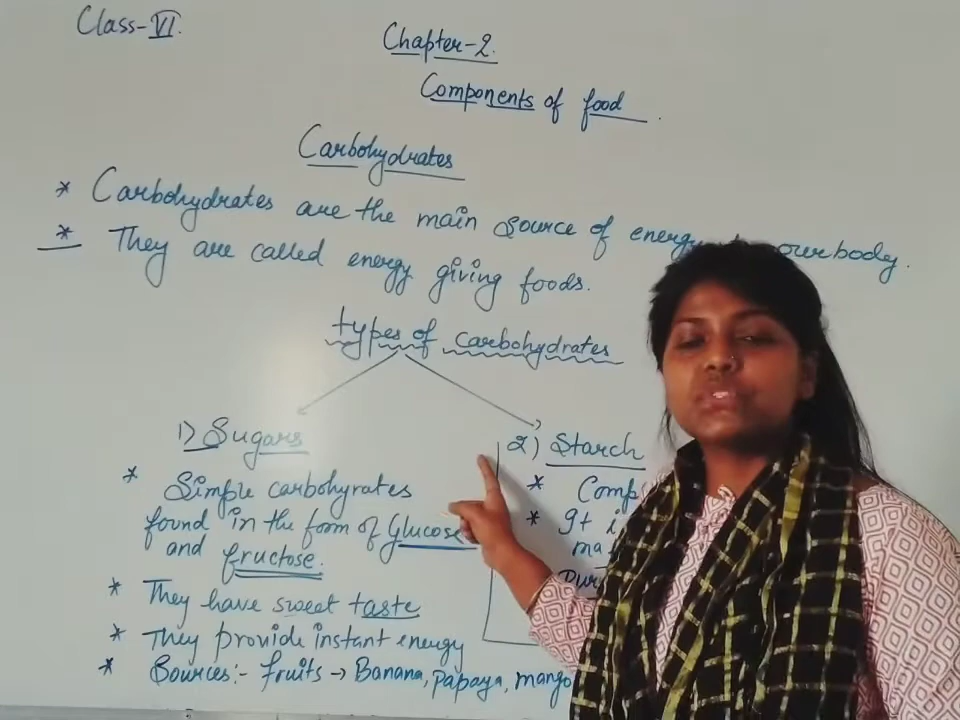 Class-VI.
Chapter-2.
Components of food.
Carbohydrates
* Carbohydrates are the main source of energy ourbody.
* They are called energy giving foods.
types of carbohydrates
1) Sugars
* Simple carbohyrates
found in the form of Glucose
and fructose.
* They have sweet taste
* They provide instant energy
* Sources:- fruits → Banana, Papaya, mango
2) Starch
*
* It